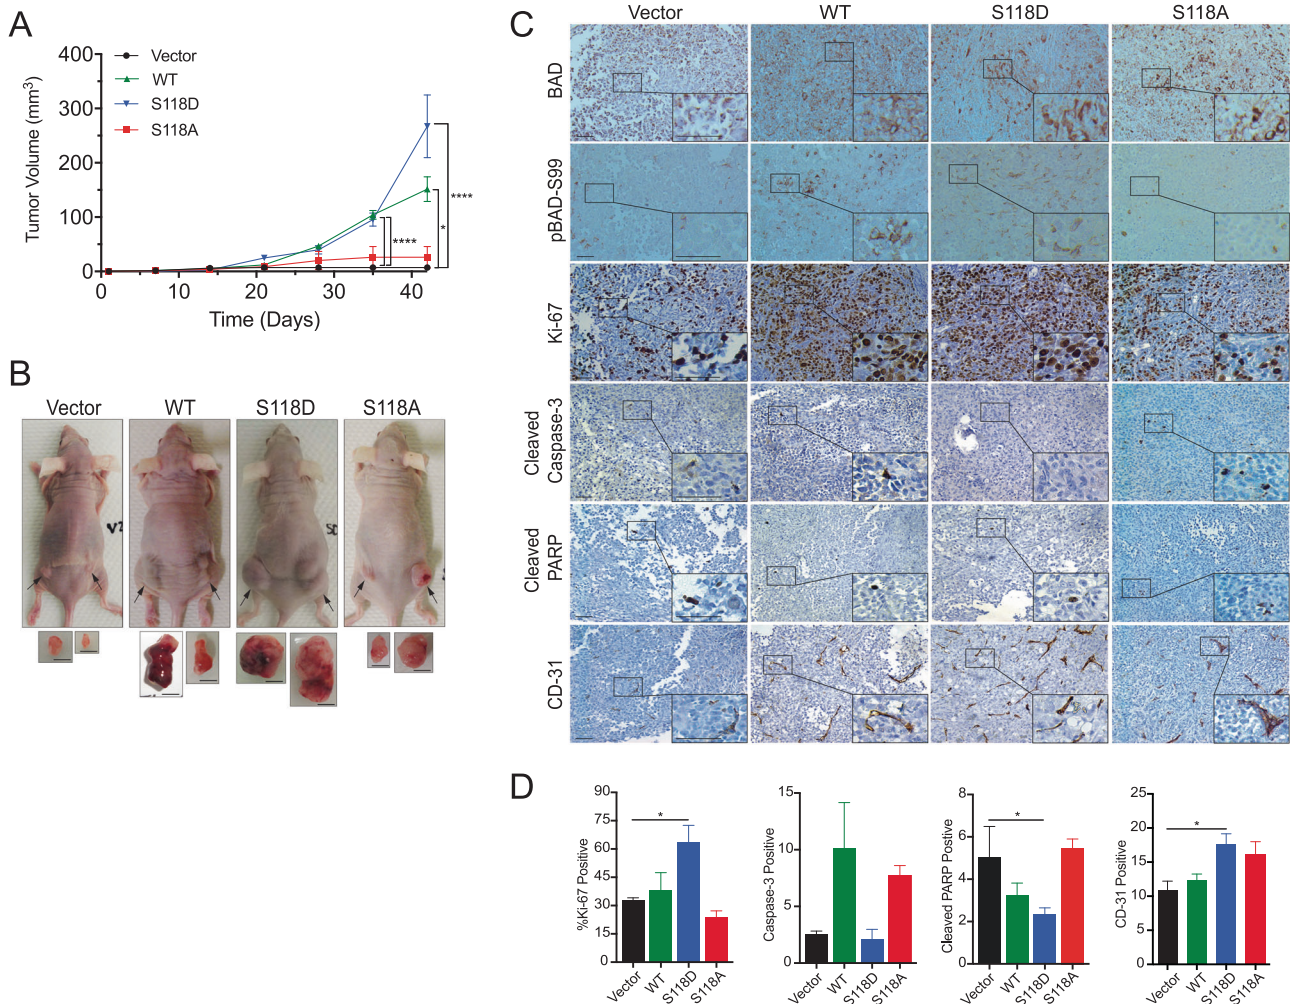 A
Tumor Volume (mm3)
400
300
200
100
0
0 10 20 30 40
Time (Days)
Vector
WT
S118D
S118A
****
*
****
B
Vector WT S118D S118A
C
Vector WT S118D S118A
BAD
pBAD-S99
Ki-67
Cleaved
Caspase-3
Cleaved
PARP
CD-31
D
%Ki-67 Positive
90
75
60
45
30
15
0
*
Vector WT S118D S118A
Caspase-3 Positive
15
10
5
0
Vector WT S118D S118A
Cleaved PARP Postive
8
6
4
2
0
*
Vector WT S118D S118A
CD-31 Positive
25
20
15
10
5
0
*
Vector WT S118D S118A